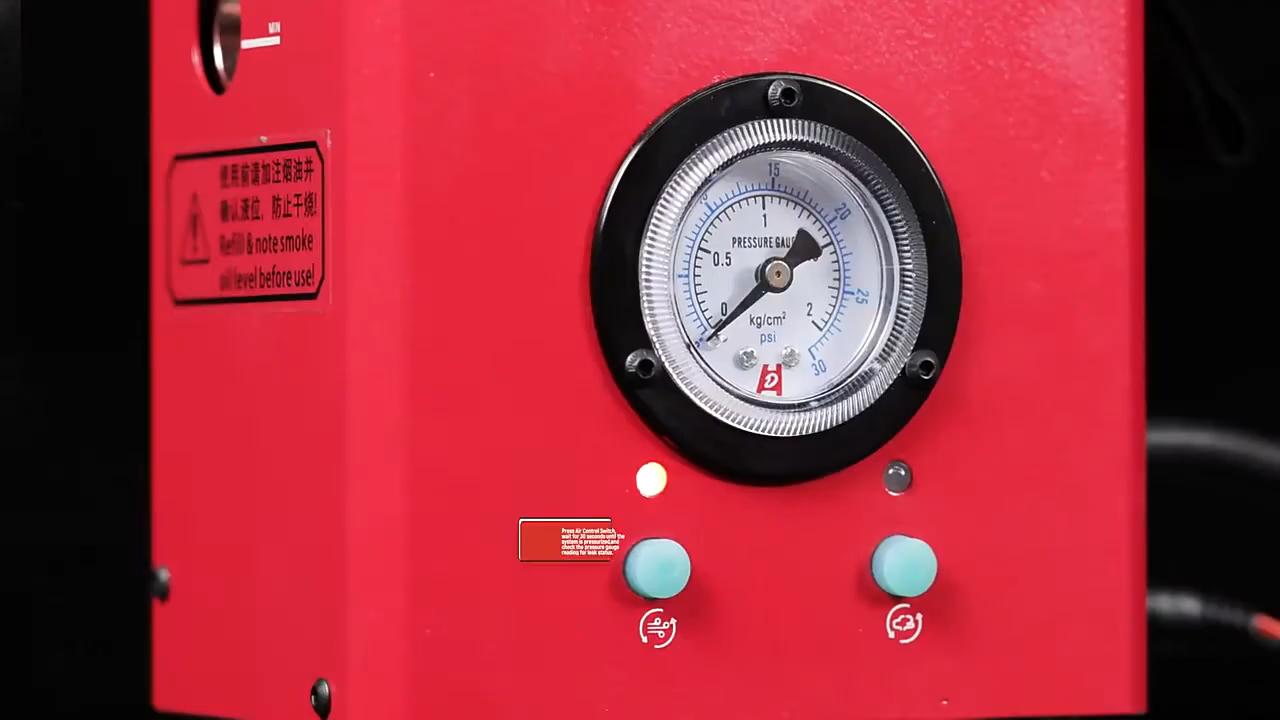 MIN
使用前请加注烟油并
确认液位，防止干烧!
Refill & note smoke
oil level before use!
15
20
1
PRESSURE GAU
0.5
25
0
2
kg/cm²
psi
30
D
Press Air Control Switch,
wait for 30 seconds until the
system is pressurized,and
check the pressure gauge
reading for leak status.